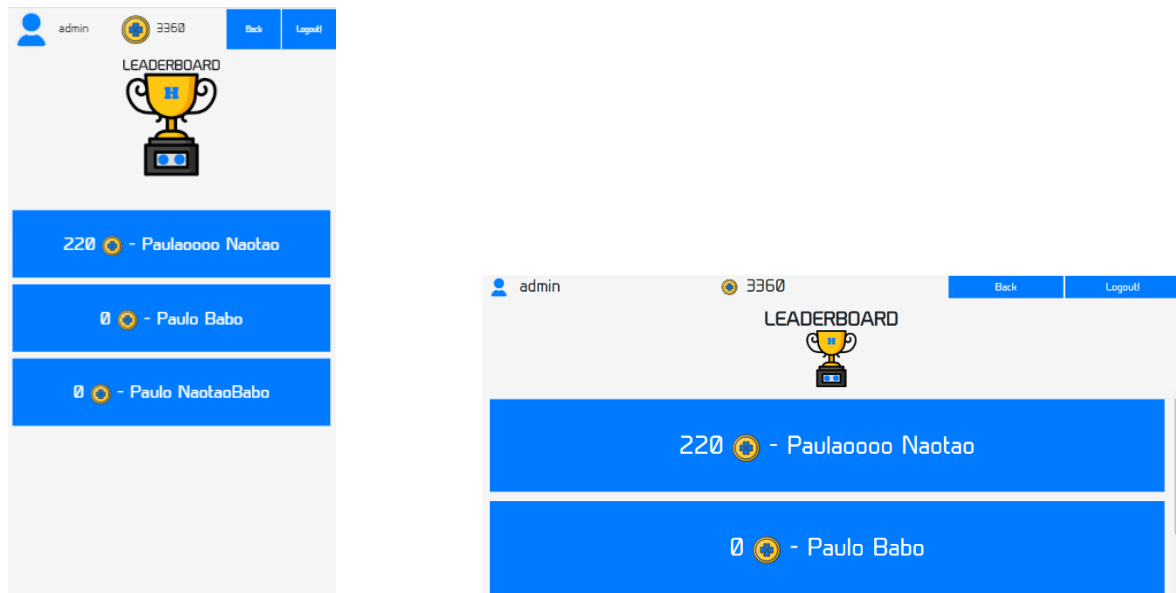 admin 3360 Back Logout!
LEADERBOARD
H
220 - Paulaoooo Naotao
0 - Paulo Babo
0 - Paulo NaotaoBabo
admin 3360 Back Logout!
LEADERBOARD
H
220 - Paulaoooo Naotao
0 - Paulo Babo